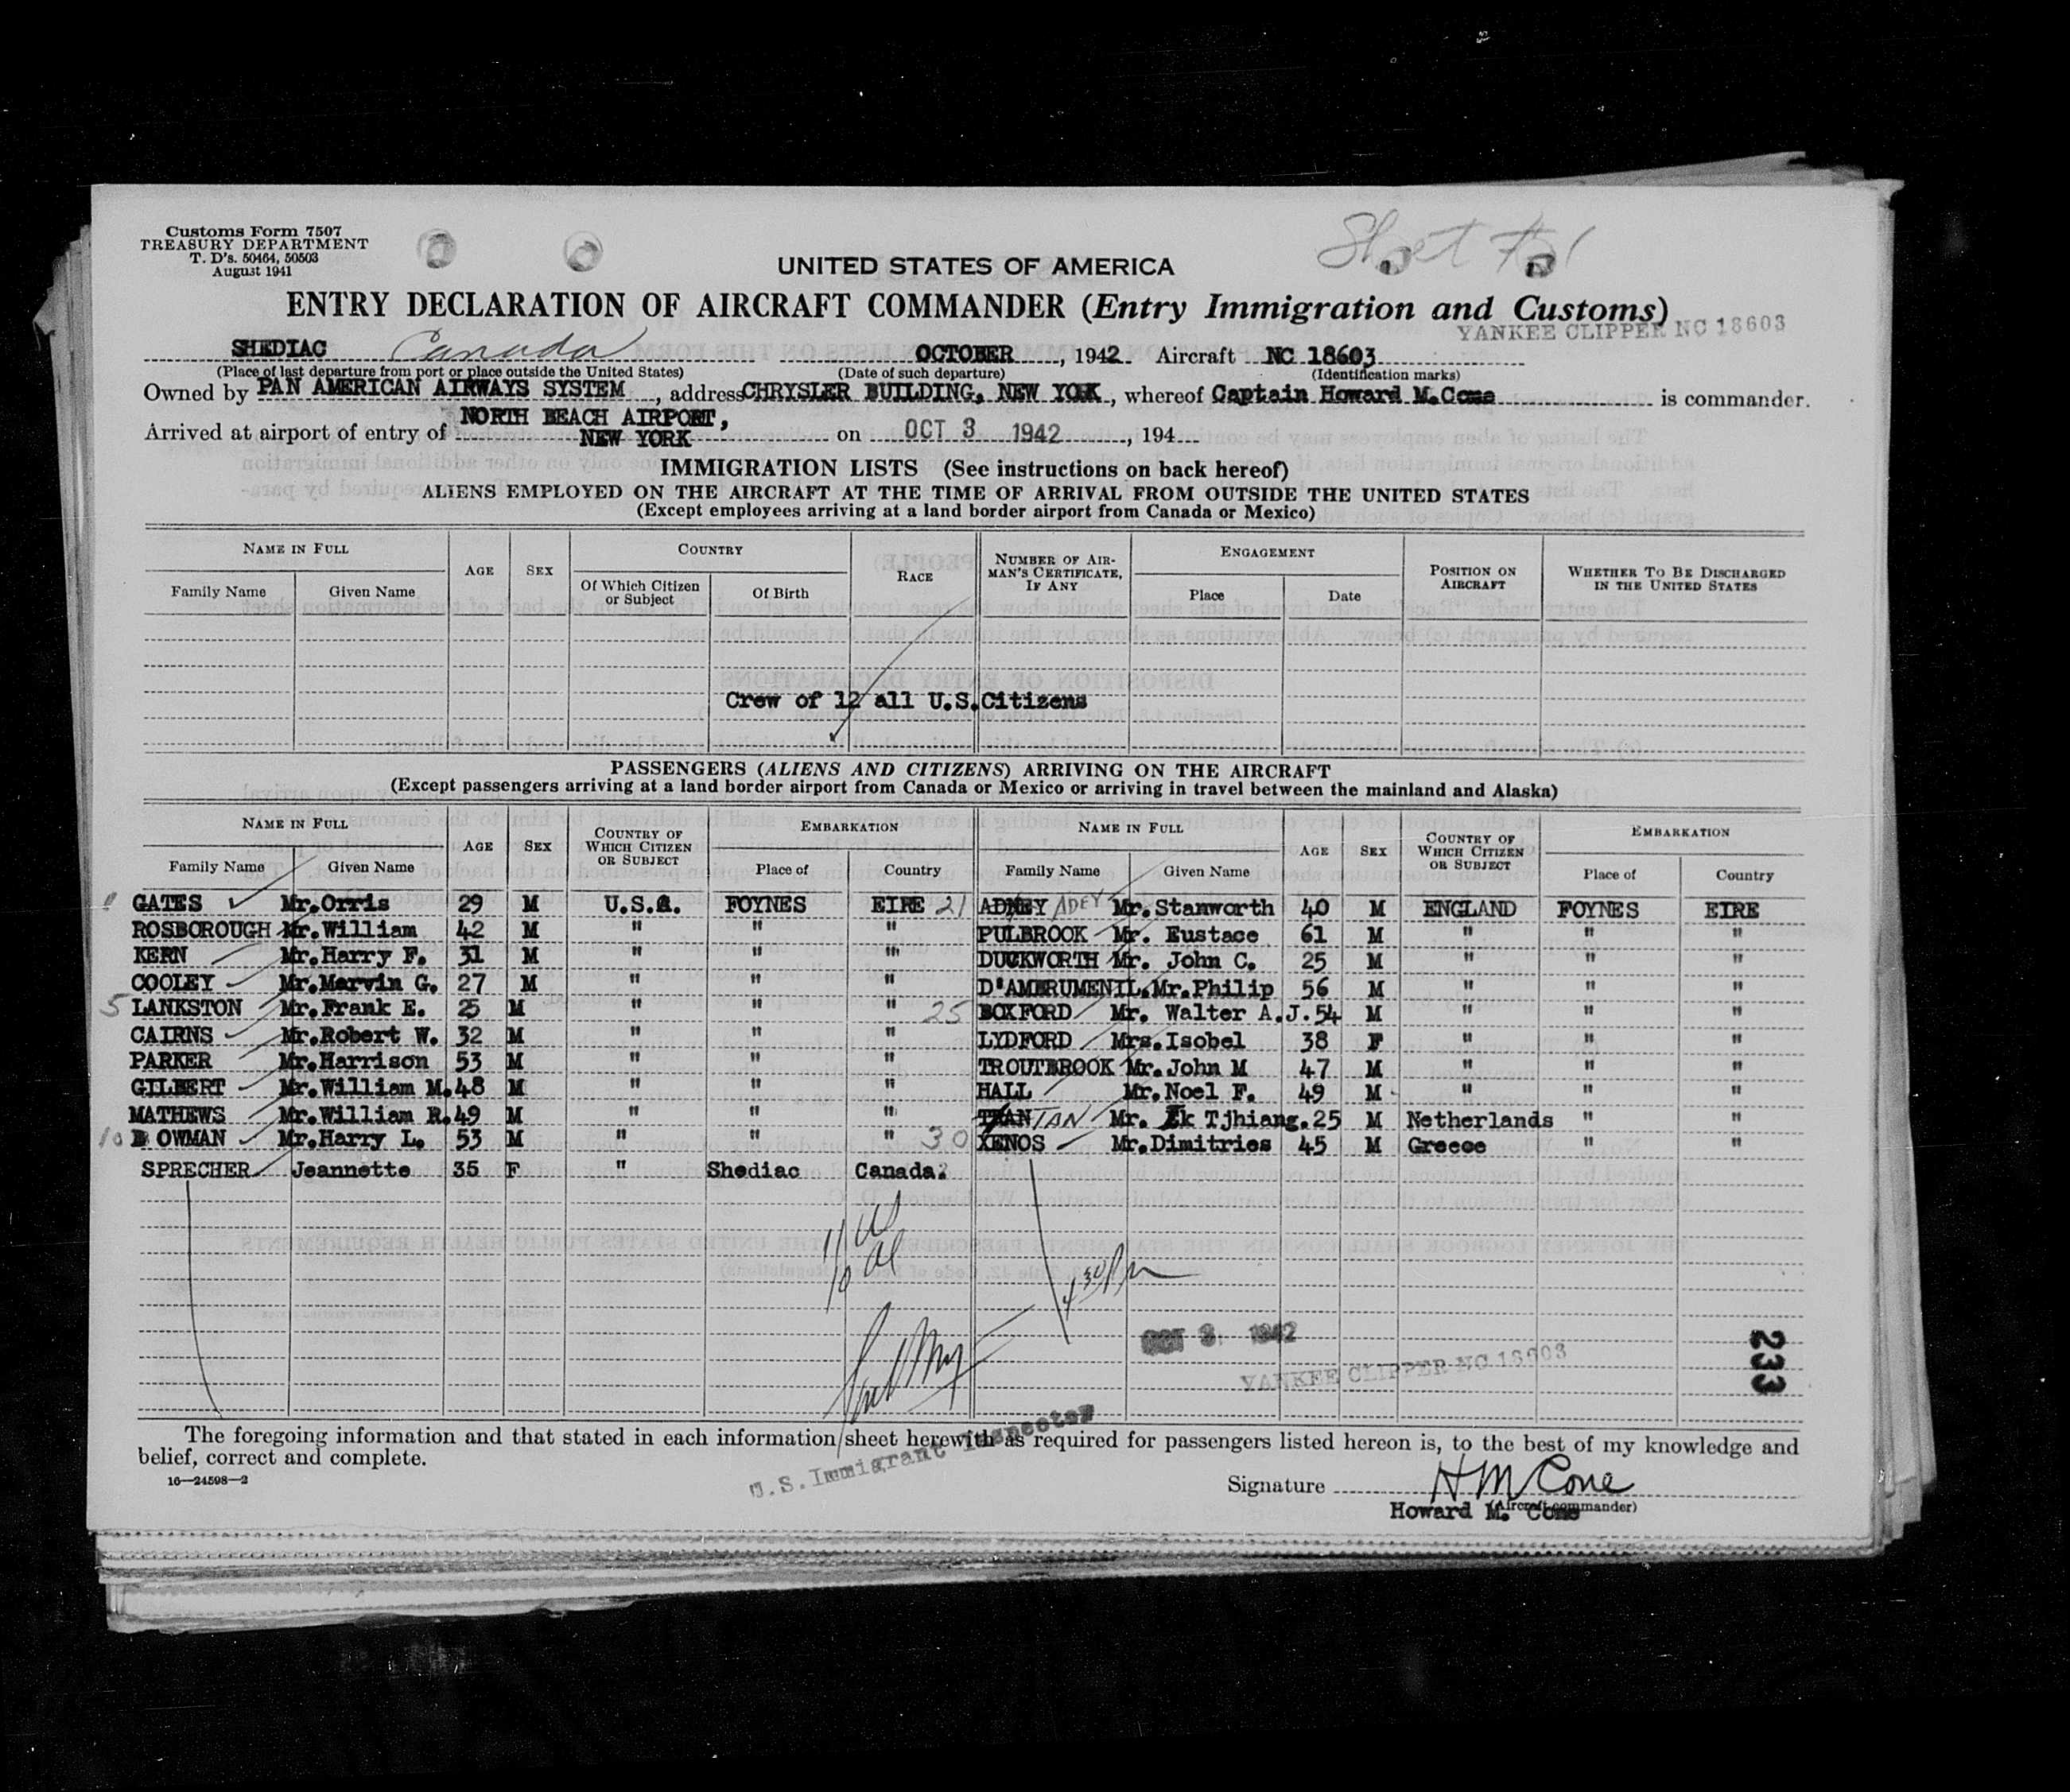 Customs Form 7507
TREASURY DEPARTMENT
T. D's. 50464, 50503
August 1941
UNITED STATES OF AMERICA
ENTRY DECLARATION OF AIRCRAFT COMMANDER (Entry Immigration and Customs)
YANKEE CLIPPER NC 18603
SHEDIAC Canada OCTOBER, 1942 Aircraft NC 18603
(Place of last departure from port or place outside the United States) (Date of such departure) (Identification marks)
Owned by PAN AMERICAN AIRWAYS SYSTEM, address CHRYSLER BUILDING, NEW YORK, whereof Captain Howard M. Cone is commander.
NORTH BEACH AIRPORT,
Arrived at airport of entry of NEW YORK on OCT 3 1942, 194
IMMIGRATION LISTS (See instructions on back hereof)
ALIENS EMPLOYED ON THE AIRCRAFT AT THE TIME OF ARRIVAL FROM OUTSIDE THE UNITED STATES
(Except employees arriving at a land border airport from Canada or Mexico)
NAME IN FULL AGE SEX COUNTRY RACE NUMBER OF AIRMAN'S CERTIFICATE, IF ANY ENGAGEMENT POSITION ON AIRCRAFT WHETHER TO BE DISCHARGED IN THE UNITED STATES
Family Name Given Name Of Which Citizen or Subject Of Birth Place Date
Crew of 12 all U.S. Citizens
PASSENGERS (ALIENS AND CITIZENS) ARRIVING ON THE AIRCRAFT
(Except passengers arriving at a land border airport from Canada or Mexico or arriving in travel between the mainland and Alaska)
NAME IN FULL AGE SEX COUNTRY OF WHICH CITIZEN OR SUBJECT EMBARKATION NAME IN FULL AGE SEX COUNTRY OF WHICH CITIZEN OR SUBJECT EMBARKATION
Family Name Given Name Place of Country Family Name Given Name Place of Country
GATES Mr. Orris 29 M U.S.A. FOYNES EIRE 21 ADEY Mr. Stanworth 40 M ENGLAND FOYNES EIRE
ROSBOROUGH Mr. William 42 M " " " PULBROOK Mr. Eustace 61 M " " "
KERN Mr. Harry F. 31 M " " " DUCKWORTH Mr. John C. 25 M " " "
COOLEY Mr. Marvin G. 27 M " " " D'AMBRUMENIL Mr. Philip 56 M " " "
5 LANKSTON Mr. Frank E. 25 M " " " 25 BOXFORD Mr. Walter A.J. 54 M " " "
CAIRNS Mr. Robert W. 32 M " " " LYDFORD Mrs. Isobel 38 F " " "
PARKER Mr. Harrison 53 M " " " TROUTBROOK Mr. John M 47 M " " "
GILBERT Mr. William M. 48 M " " " HALL Mr. Noel F. 49 M " " "
MATHEWS Mr. William R. 49 M " " " TAN Mr. Ek Tjhiang. 25 M Netherlands " "
10 BOWMAN Mr. Harry L. 53 M " " " 30 XENOS Mr. Dimitries 45 M Greece " "
SPRECHER Jeannette 35 F " Shediac Canada.
11 US
10 al
4 30 Pm
OCT 3 1942
YANKEE CLIPPER NC 18603
233
U.S. Immigrant Inspector
The foregoing information and that stated in each information sheet herewith as required for passengers listed hereon is, to the best of my knowledge and
belief, correct and complete.
16—24598—2
Signature H M Cone
(Aircraft commander)
Howard M. Cone